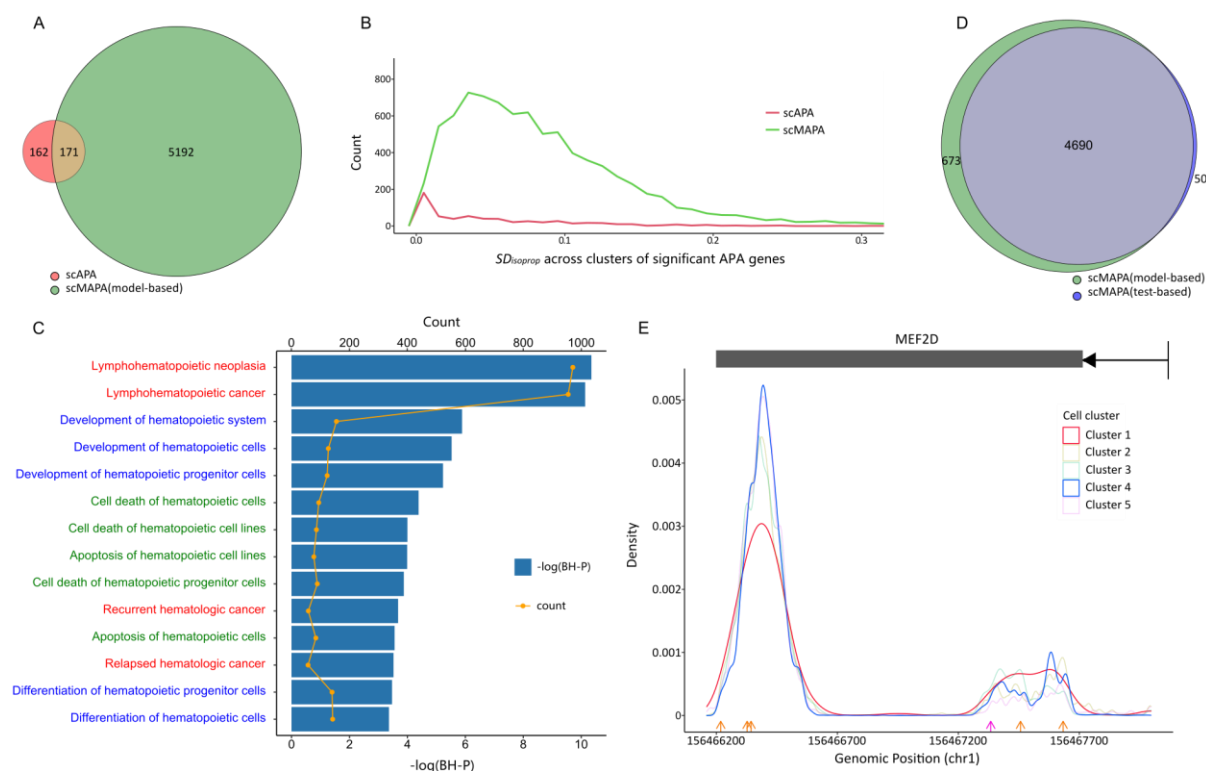 A
162
171
5192
scAPA
scMAPA(model-based)
B
Count
800
600
400
200
0
0.0
0.1
0.2
0.3
SDisoprop across clusters of significant APA genes
scAPA
scMAPA
D
673
4690
50
scMAPA(model-based)
scMAPA(test-based)
C
Count
0
200
400
600
800
1000
Lymphohematopoietic neoplasia
Lymphohematopoietic cancer
Development of hematopoietic system
Development of hematopoietic cells
Development of hematopoietic progenitor cells
Cell death of hematopoietic cells
Cell death of hematopoietic cell lines
Apoptosis of hematopoietic cell lines
Cell death of hematopoietic progenitor cells
Recurrent hematologic cancer
Apoptosis of hematopoietic cells
Relapsed hematologic cancer
Differentiation of hematopoietic progenitor cells
Differentiation of hematopoietic cells
-log(BH-P)
count
0
2
4
6
8
10
-log(BH-P)
E
MEF2D
Density
0.005
0.004
0.003
0.002
0.001
0
Cell cluster
Cluster 1
Cluster 2
Cluster 3
Cluster 4
Cluster 5
156466200
156466700
156467200
156467700
Genomic Position (chr1)